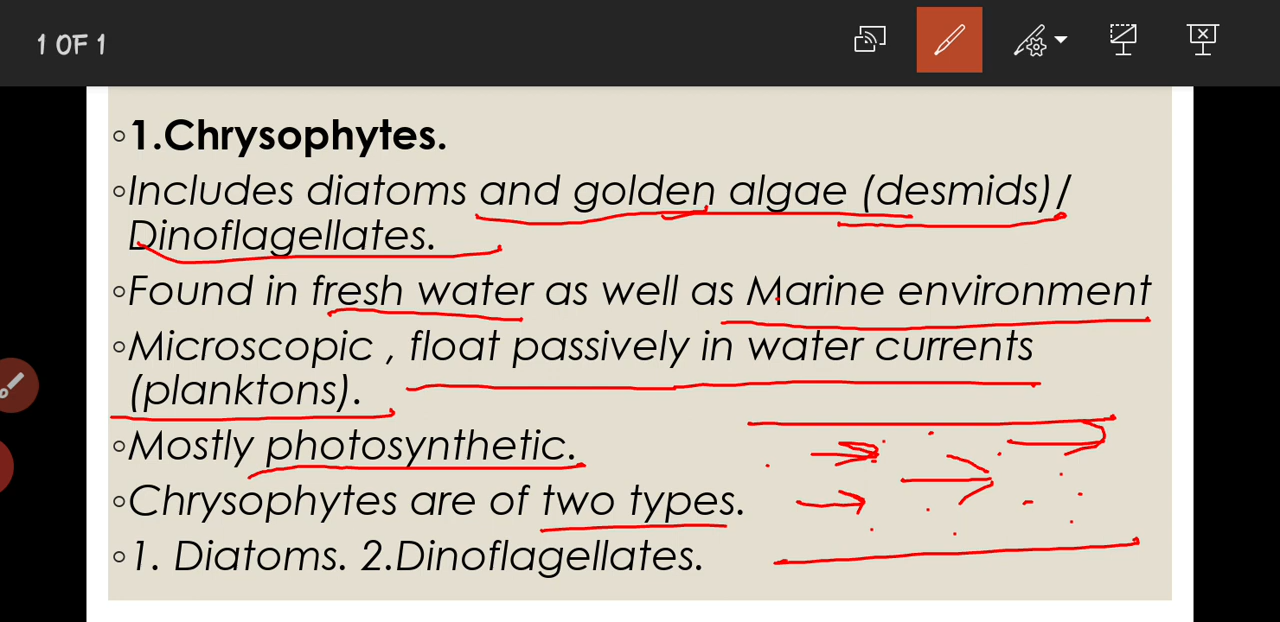 1 OF 1
◦1.Chrysophytes.
◦Includes diatoms and golden algae (desmids)/
Dinoflagellates.
◦Found in fresh water as well as Marine environment
◦Microscopic , float passively in water currents
(planktons).
◦Mostly photosynthetic.
◦Chrysophytes are of two types.
◦1. Diatoms. 2.Dinoflagellates.